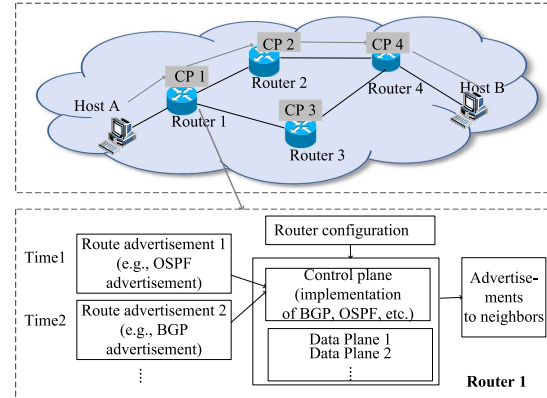 CP 2
CP 4
CP 1
Host A
Router 2
Router 4
Host B
Router 1
CP 3
Router 3
Router configuration
Time1
Route advertisement 1
(e.g., OSPF
advertisement)
Control plane
(implementation
of BGP, OSPF, etc.)
Advertise-
ments
to neighbors
Time2
Route advertisement 2
(e.g., BGP
advertisement)
Data Plane 1
Data Plane 2
⋮
⋮
Router 1